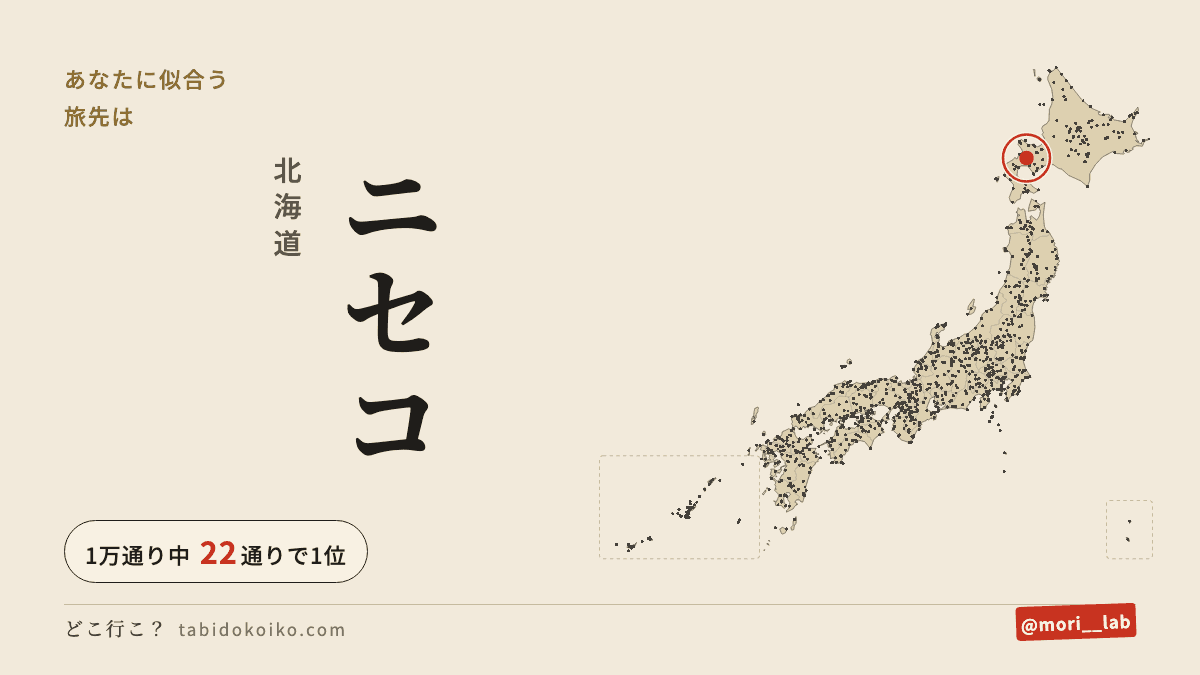 あなたに似合う
旅先は
北海道
ニセコ
1万通り中 22通りで1位
どこ行こ？ tabidokoiko.com
@mori__lab